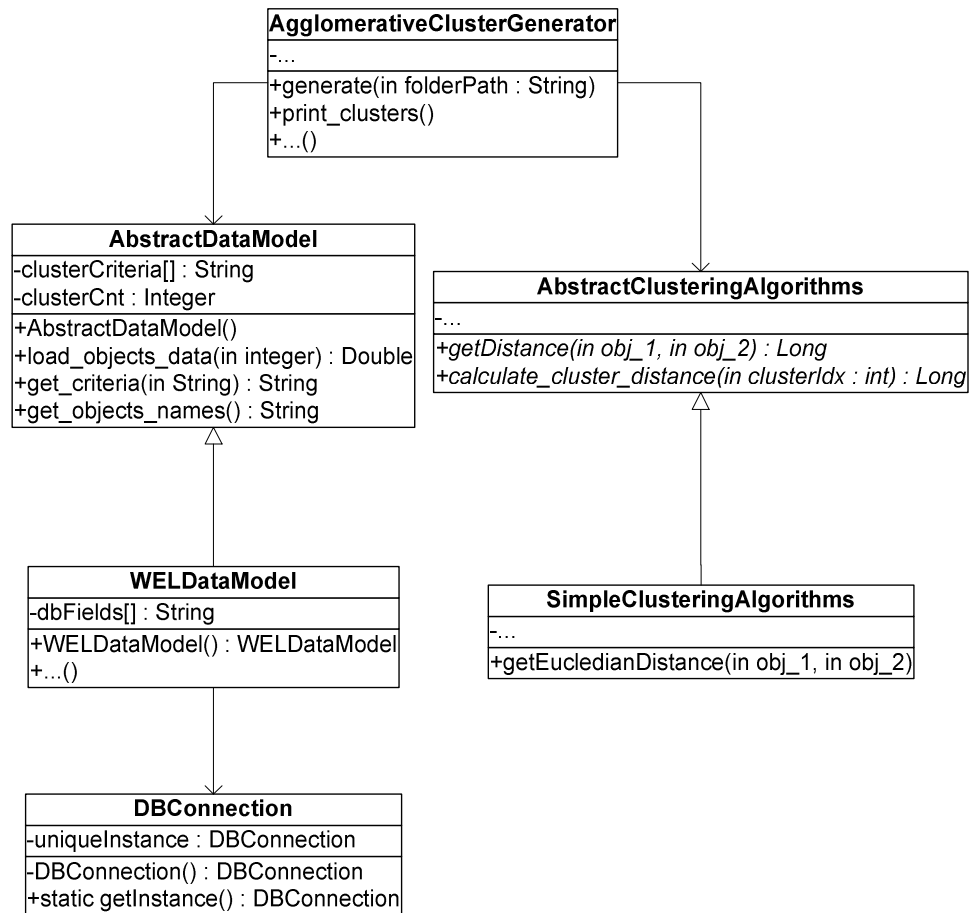 AgglomerativeClusterGenerator
-...
+generate(in folderPath : String)
+print_clusters()
+...()
AbstractDataModel
-clusterCriteria[] : String
-clusterCnt : Integer
+AbstractDataModel()
+load_objects_data(in integer) : Double
+get_criteria(in String) : String
+get_objects_names() : String
AbstractClusteringAlgorithms
-...
+getDistance(in obj_1, in obj_2) : Long
+calculate_cluster_distance(in clusterIdx : int) : Long
WELDataModel
-dbFields[] : String
+WELDataModel() : WELDataModel
+...()
SimpleClusteringAlgorithms
-...
+getEucledianDistance(in obj_1, in obj_2)
DBConnection
-uniqueInstance : DBConnection
-DBConnection() : DBConnection
+static getInstance() : DBConnection